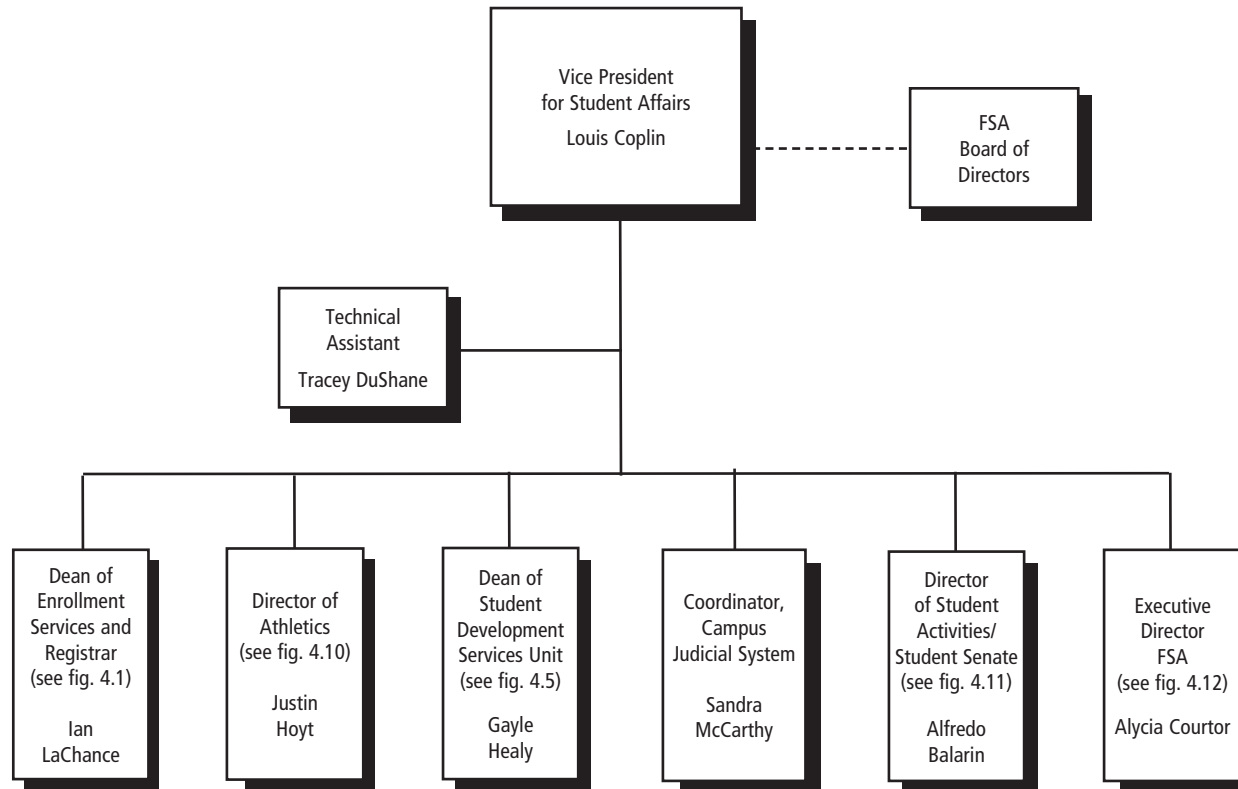 Vice President
for Student Affairs
Louis Coplin
FSA
Board of
Directors
Technical
Assistant
Tracey DuShane
Dean of
Enrollment
Services and
Registrar
(see fig. 4.1)
Ian
LaChance
Director of
Athletics
(see fig. 4.10)
Justin
Hoyt
Dean of
Student
Development
Services Unit
(see fig. 4.5)
Gayle
Healy
Coordinator,
Campus
Judicial System
Sandra
McCarthy
Director
of Student
Activities/
Student Senate
(see fig. 4.11)
Alfredo
Balarin
Executive
Director
FSA
(see fig. 4.12)
Alycia Courtor